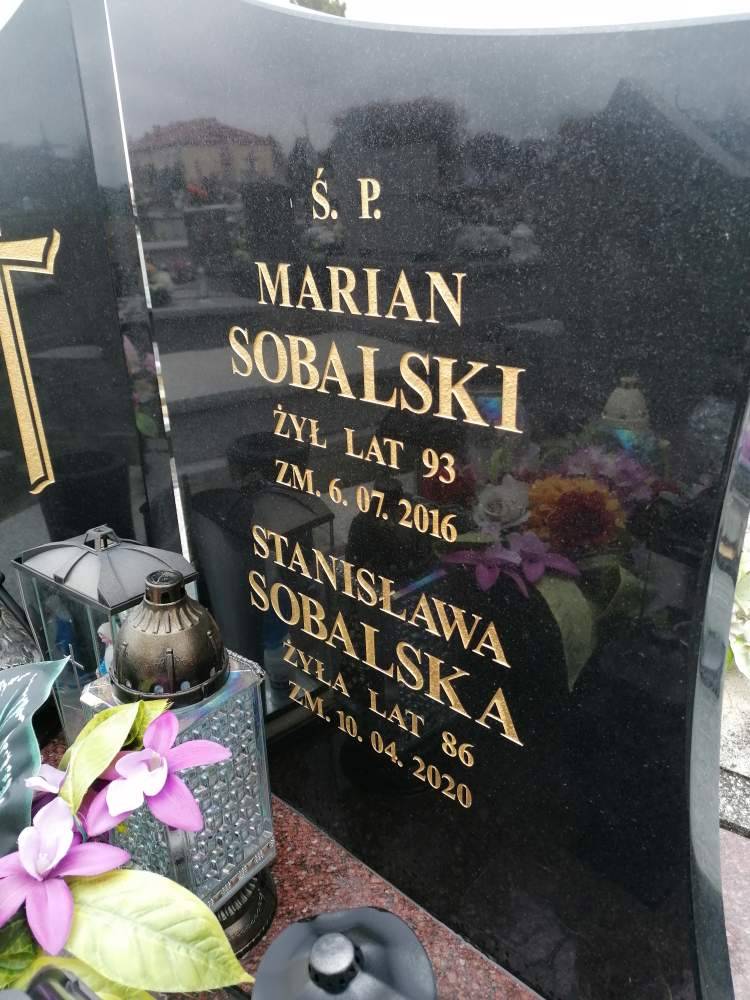 Ś. P.
MARIAN
SOBALSKI
ŻYŁ LAT 93
ZM. 6. 07. 2016
STANISŁAWA
SOBALSKA
ŻYŁA LAT 86
ZM. 10. 04. 2020